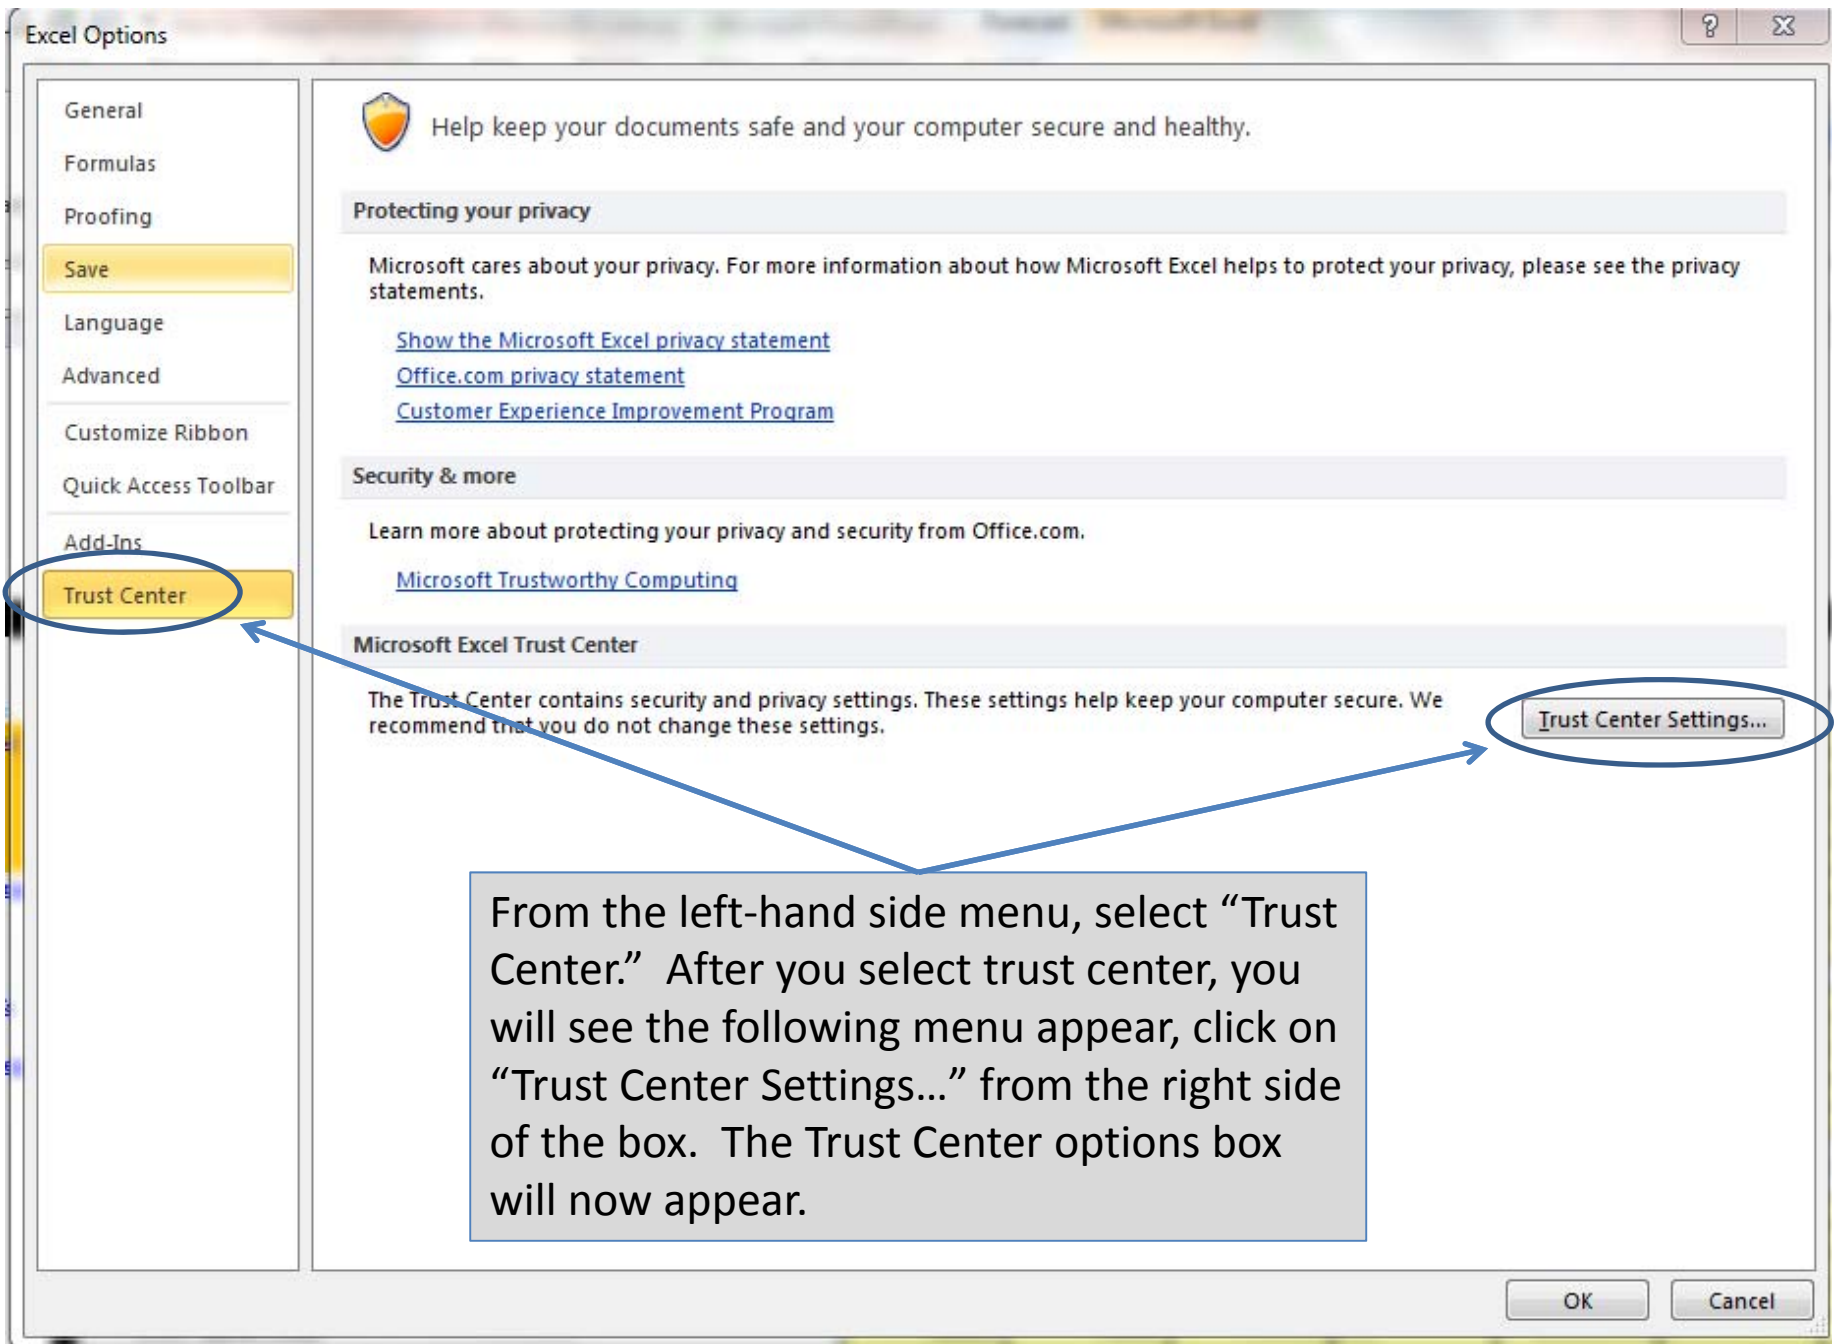 Excel Options
General
Formulas
Proofing
Save
Language
Advanced
Customize Ribbon
Quick Access Toolbar
Add-Ins
Trust Center
Help keep your documents safe and your computer secure and healthy.
Protecting your privacy
Microsoft cares about your privacy. For more information about how Microsoft Excel helps to protect your privacy, please see the privacy
statements.
Show the Microsoft Excel privacy statement
Office.com privacy statement
Customer Experience Improvement Program
Security & more
Learn more about protecting your privacy and security from Office.com.
Microsoft Trustworthy Computing
Microsoft Excel Trust Center
The Trust Center contains security and privacy settings. These settings help keep your computer secure. We
recommend that you do not change these settings.
Trust Center Settings...
From the left-hand side menu, select “Trust
Center.”  After you select trust center, you
will see the following menu appear, click on
“Trust Center Settings…” from the right side
of the box.  The Trust Center options box
will now appear.
OK
Cancel